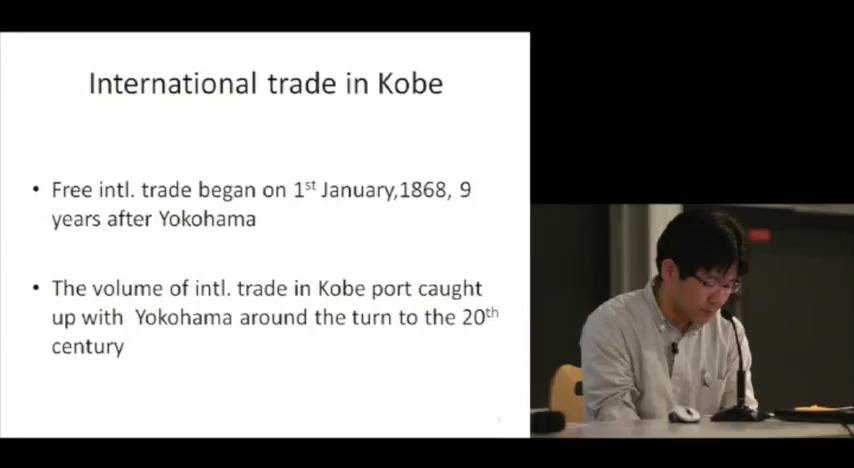 International trade in Kobe
• Free intl. trade began on 1st January,1868, 9
years after Yokohama
• The volume of intl. trade in Kobe port caught
up with Yokohama around the turn to the 20th
century